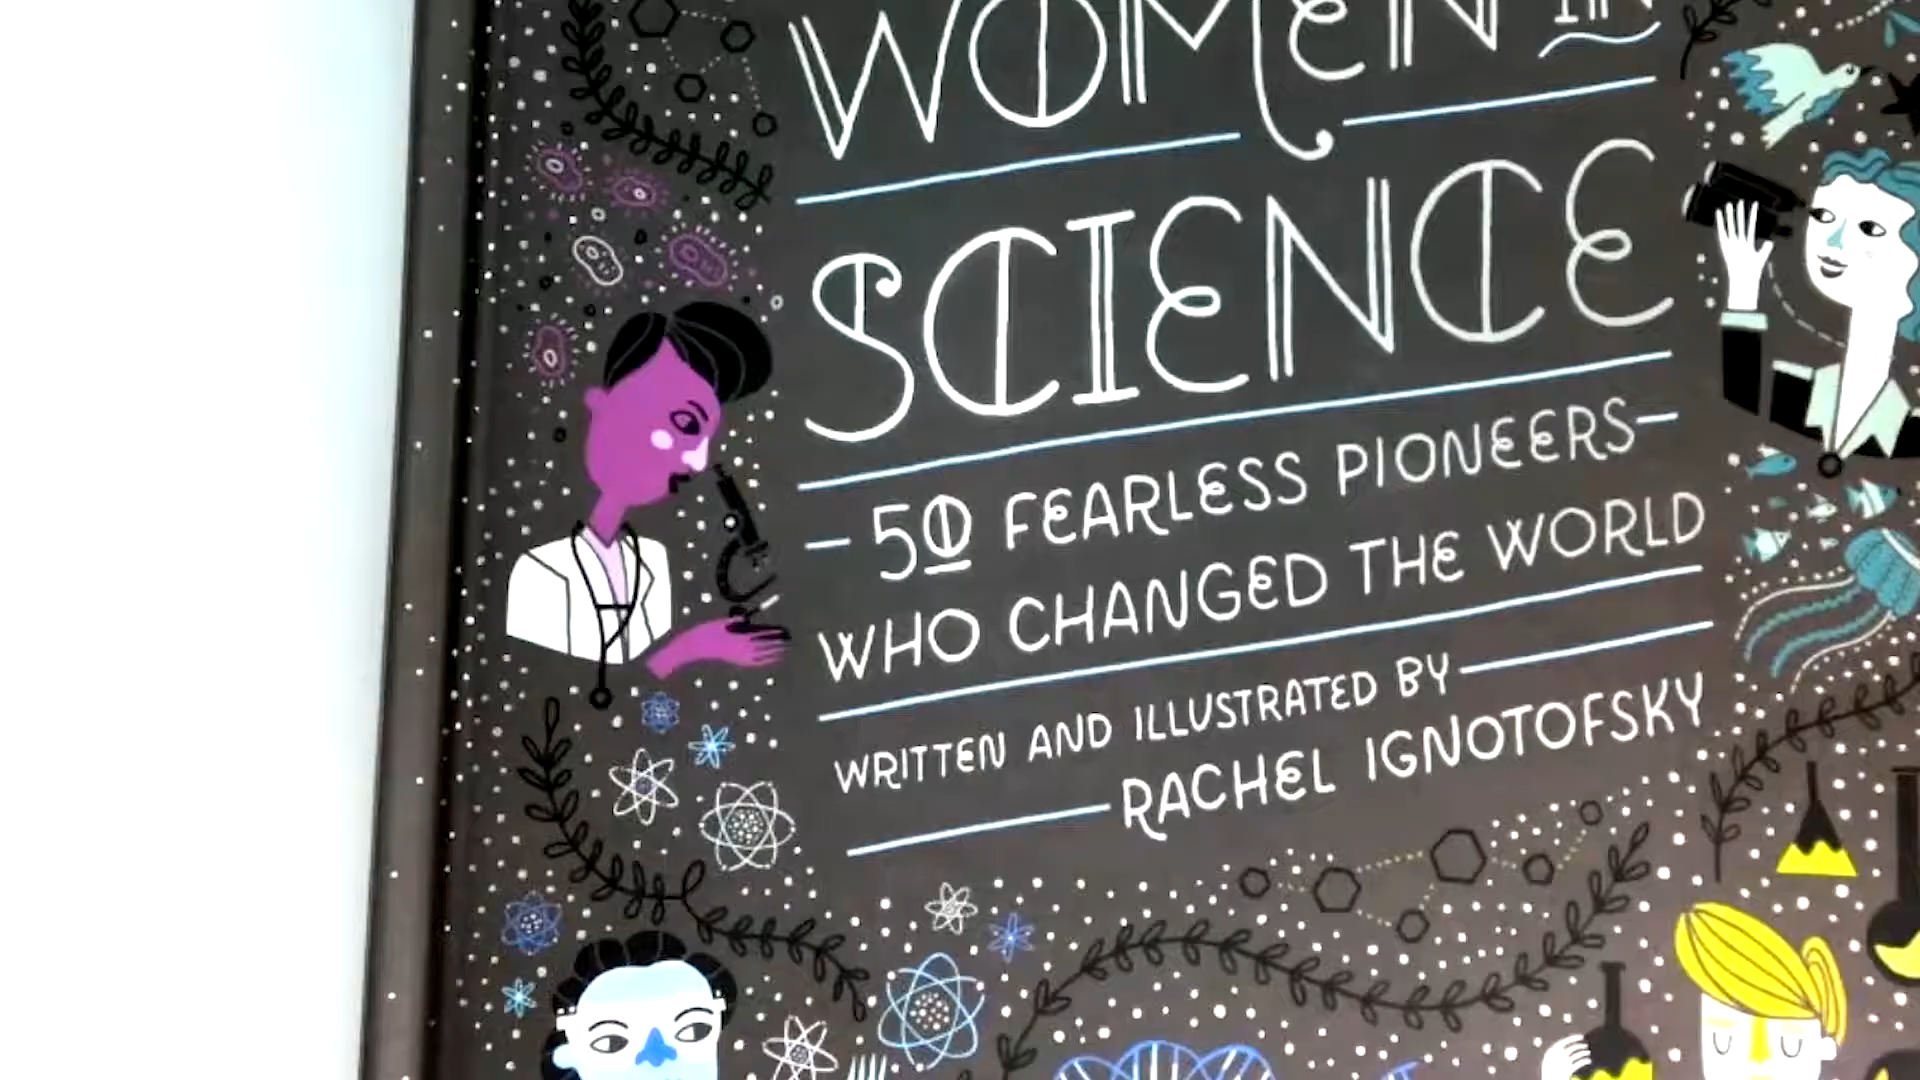 WOMEN IN
SCIENCE
50 FEARLESS PIONEERS
WHO CHANGED THE WORLD
WRITTEN AND ILLUSTRATED BY
RACHEL IGNOTOFSKY